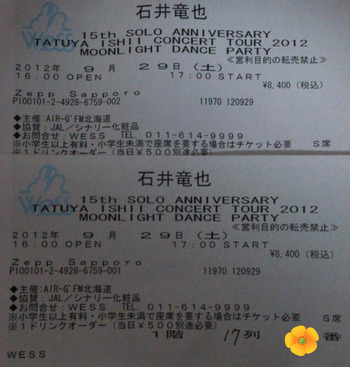 石井竜也
15th SOLO ANNIVERSARY
TATUYA ISHII CONCERT TOUR 2012
MOONLIGHT DANCE PARTY
Wess
≪営利目的の転売禁止≫
2012年 9月 29日(土)
16:00 OPEN 17:00 START
¥8,400(税込)
Zepp Sapporo
P100101-2-4928-6759-002 11970 120929
◆主催:AIR-G'FM北海道
◆協賛:JAL/シナリー化粧品
◆お問合せ:WESS TEL.011-614-9999
※小学生以上有料・小学生未満で座席を要する場合はチケット必要 S席
※1ドリンクオーダー(当日¥500別途必要)
石井竜也
15th SOLO ANNIVERSARY
TATUYA ISHII CONCERT TOUR 2012
MOONLIGHT DANCE PARTY
Wess
≪営利目的の転売禁止≫
2012年 9月 29日(土)
16:00 OPEN 17:00 START
¥8,400(税込)
Zepp Sapporo
P100101-2-4928-6759-001 11970 120929
◆主催:AIR-G'FM北海道
◆協賛:JAL/シナリー化粧品
◆お問合せ:WESS TEL.011-614-9999
※小学生以上有料・小学生未満で座席を要する場合はチケット必要 S席
※1ドリンクオーダー(当日¥500別途必要)
1階 17列 番
WESS